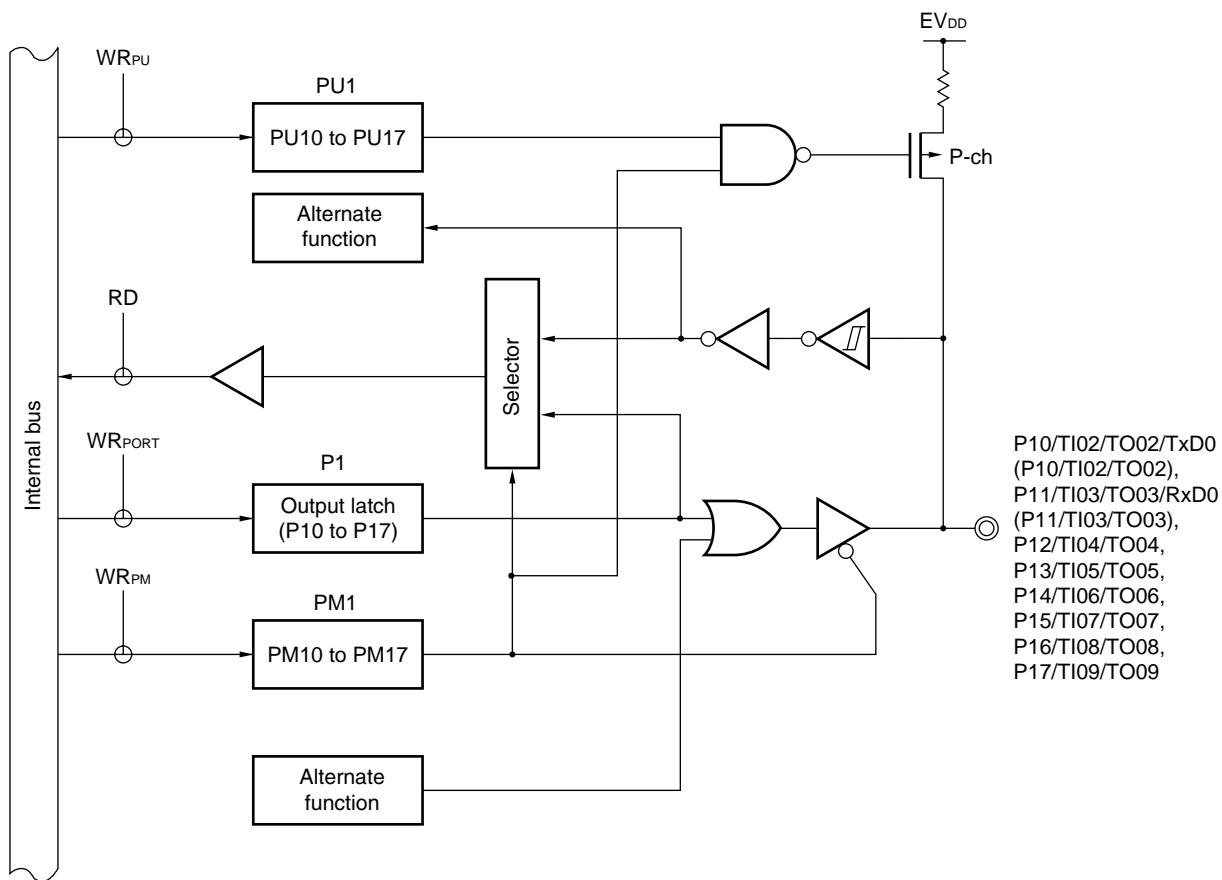 EVDD
WRPU
PU1
PU10 to PU17
P-ch
Alternate
function
RD
Selector
Internal bus
WRPORT
P1
Output latch
(P10 to P17)
WRPM
PM1
PM10 to PM17
Alternate
function
P10/TI02/TO02/TxD0
(P10/TI02/TO02),
P11/TI03/TO03/RxD0
(P11/TI03/TO03),
P12/TI04/TO04,
P13/TI05/TO05,
P14/TI06/TO06,
P15/TI07/TO07,
P16/TI08/TO08,
P17/TI09/TO09